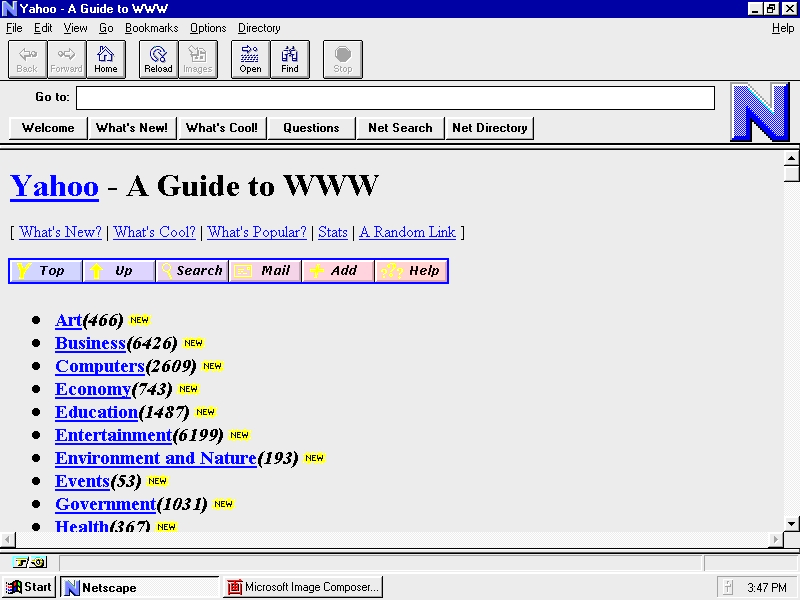 Yahoo - A Guide to WWW
File Edit View Go Bookmarks Options Directory Help
Back Forward Home Reload Images Open Find Stop
Go to:
Welcome What's New! What's Cool! Questions Net Search Net Directory
N
Yahoo - A Guide to WWW
[ What's New? | What's Cool? | What's Popular? | Stats | A Random Link ]
Top Up Search Mail Add Help
Art(466) NEW
Business(6426) NEW
Computers(2609) NEW
Economy(743) NEW
Education(1487) NEW
Entertainment(6199) NEW
Environment and Nature(193) NEW
Events(53) NEW
Government(1031) NEW
Health(367) NEW
Start Netscape Microsoft Image Composer... 3:47 PM